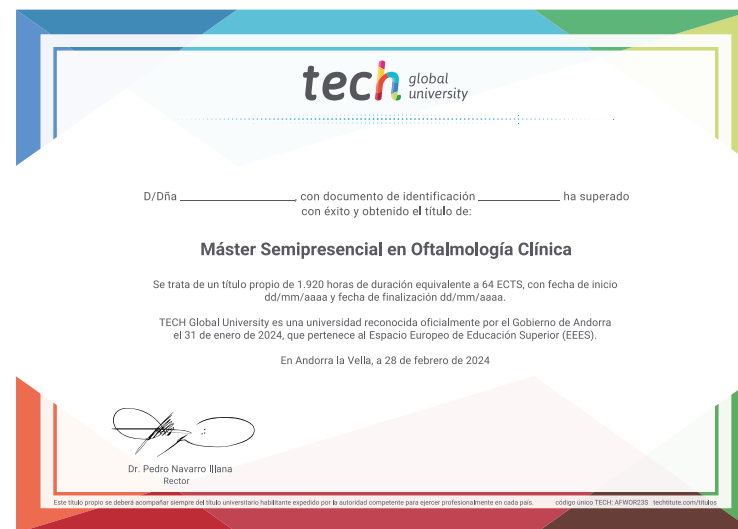 tech global university
D/Dña ____________, con documento de identificación ____________ ha superado
con éxito y obtenido el título de:
Máster Semipresencial en Oftalmología Clínica
Se trata de un título propio de 1.920 horas de duración equivalente a 64 ECTS, con fecha de inicio
dd/mm/aaaa y fecha de finalización dd/mm/aaaa.
TECH Global University es una universidad reconocida oficialmente por el Gobierno de Andorra
el 31 de enero de 2024, que pertenece al Espacio Europeo de Educación Superior (EEES).
En Andorra la Vella, a 28 de febrero de 2024
Dr. Pedro Navarro Illana
Rector
Este título propio se deberá acompañar siempre del título universitario habilitante expedido por la autoridad competente para ejercer profesionalmente en cada país. código único TECH: AFWOR23S techtitute.com/titulos